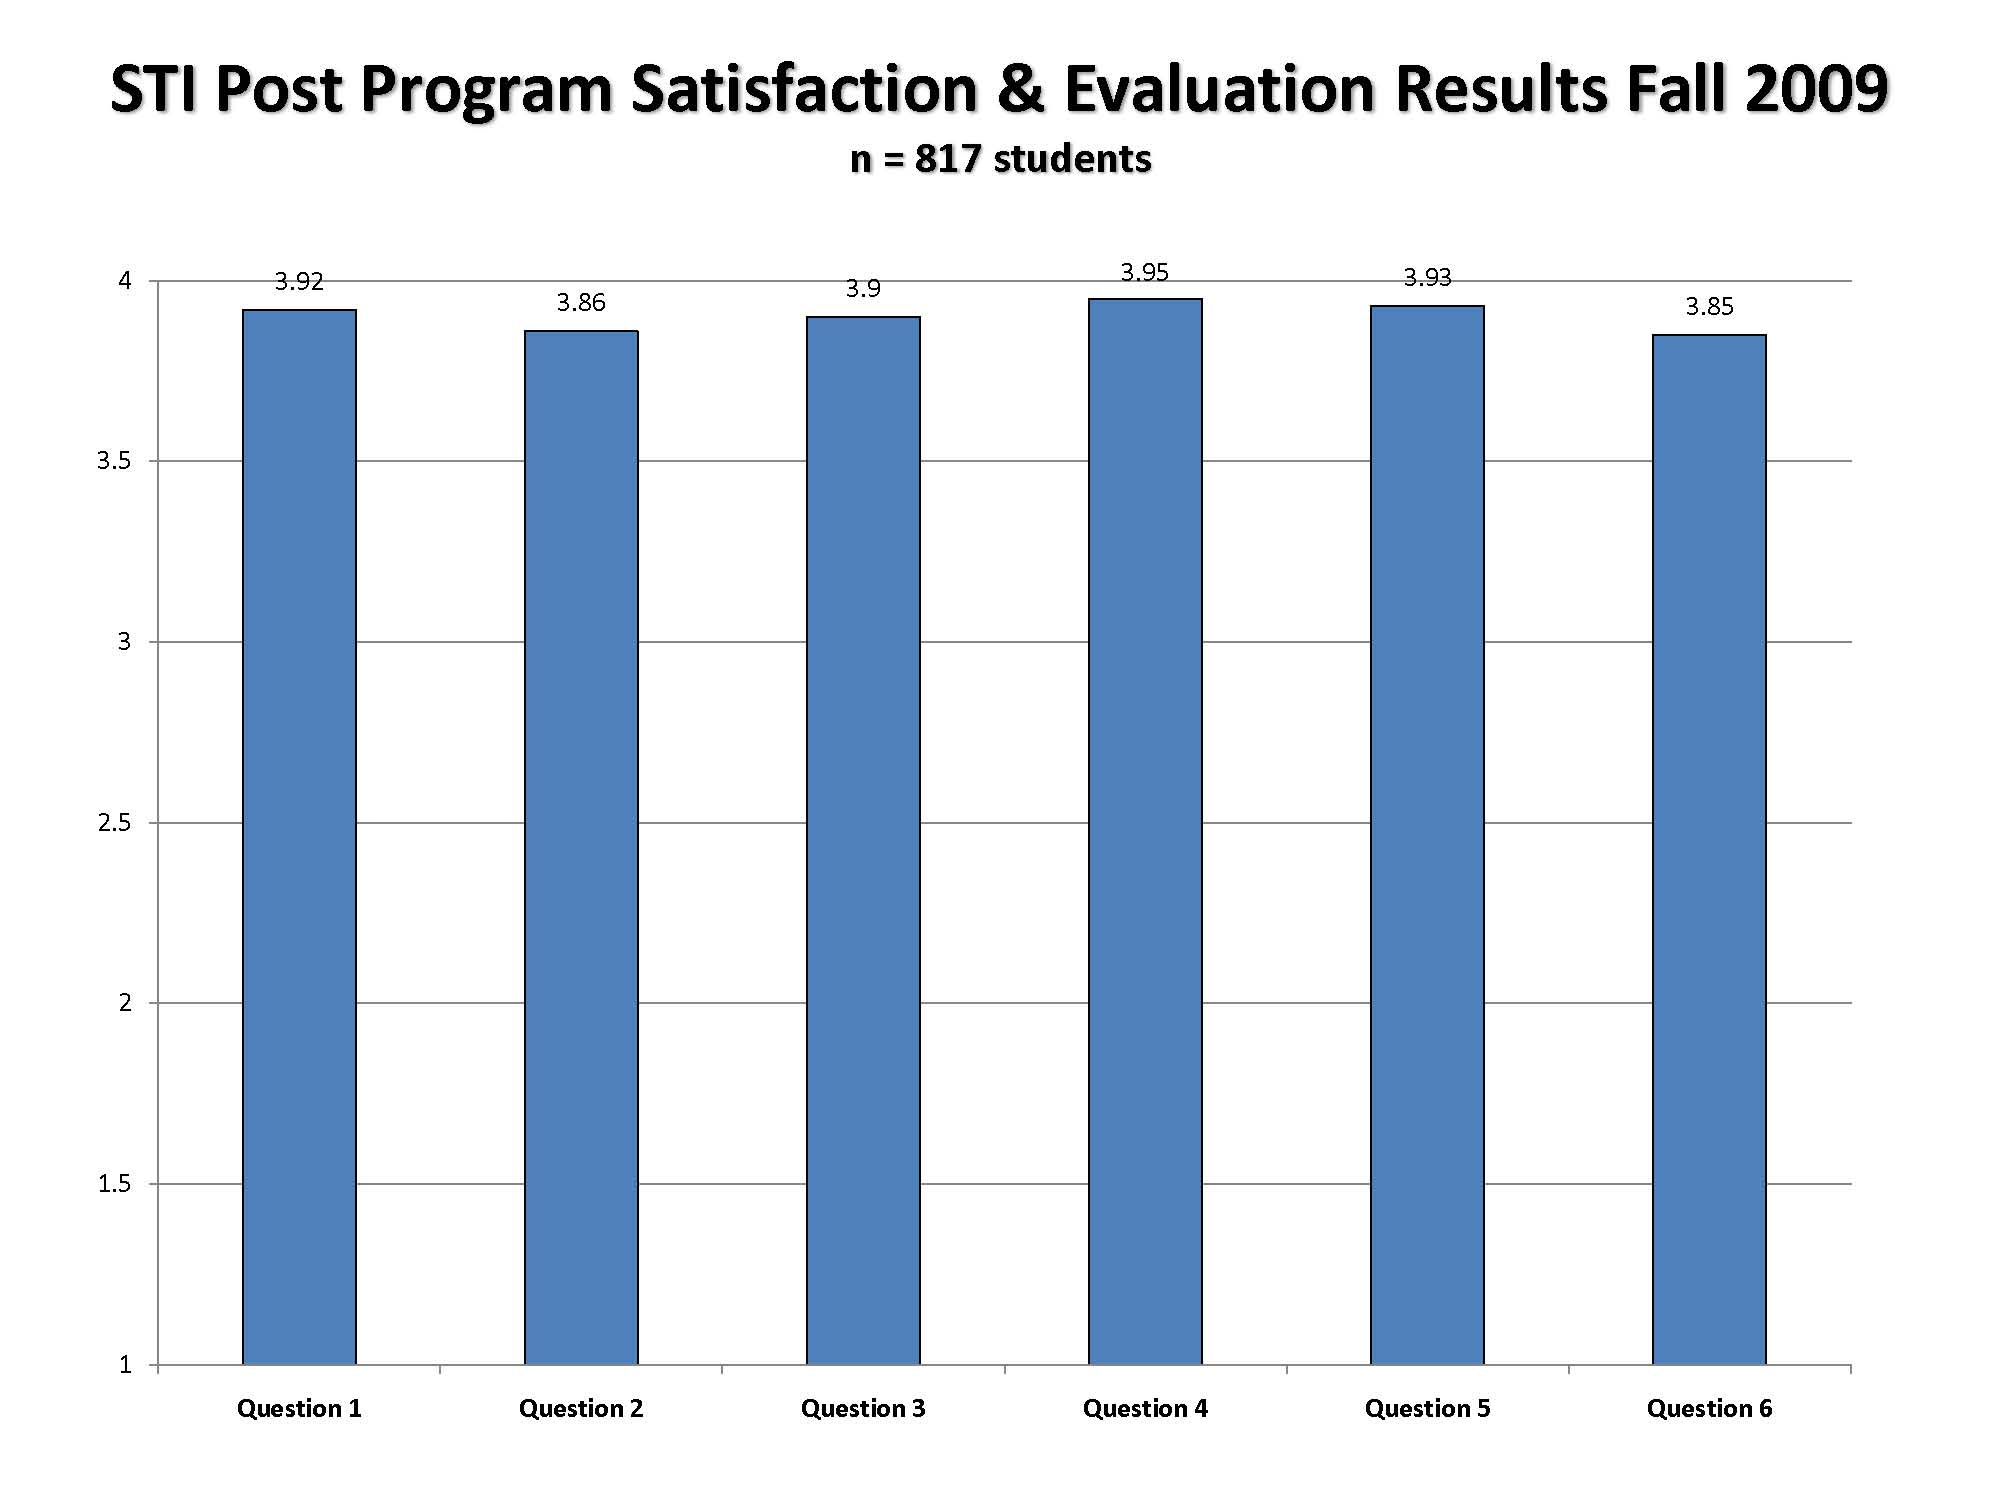 STI Post Program Satisfaction & Evaluation Results Fall 2009
n = 817 students
3.92
3.86
3.9
3.95
3.93
3.85
4
3.5
3
2.5
2
1.5
1
Question 1
Question 2
Question 3
Question 4
Question 5
Question 6